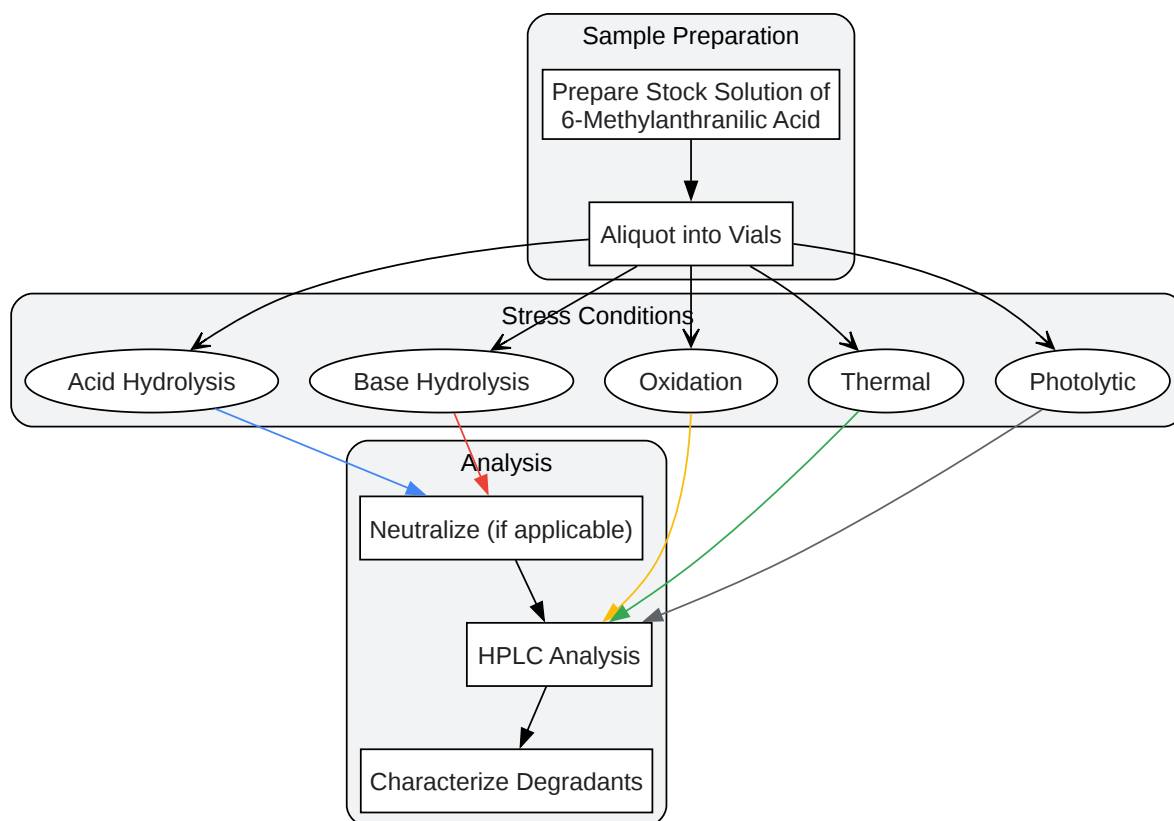 Sample Preparation
Prepare Stock Solution of
6-Methylanthranilic Acid
Aliquot into Vials
Stress Conditions
Acid Hydrolysis
Base Hydrolysis
Oxidation
Thermal
Photolytic
Analysis
Neutralize (if applicable)
HPLC Analysis
Characterize Degradants